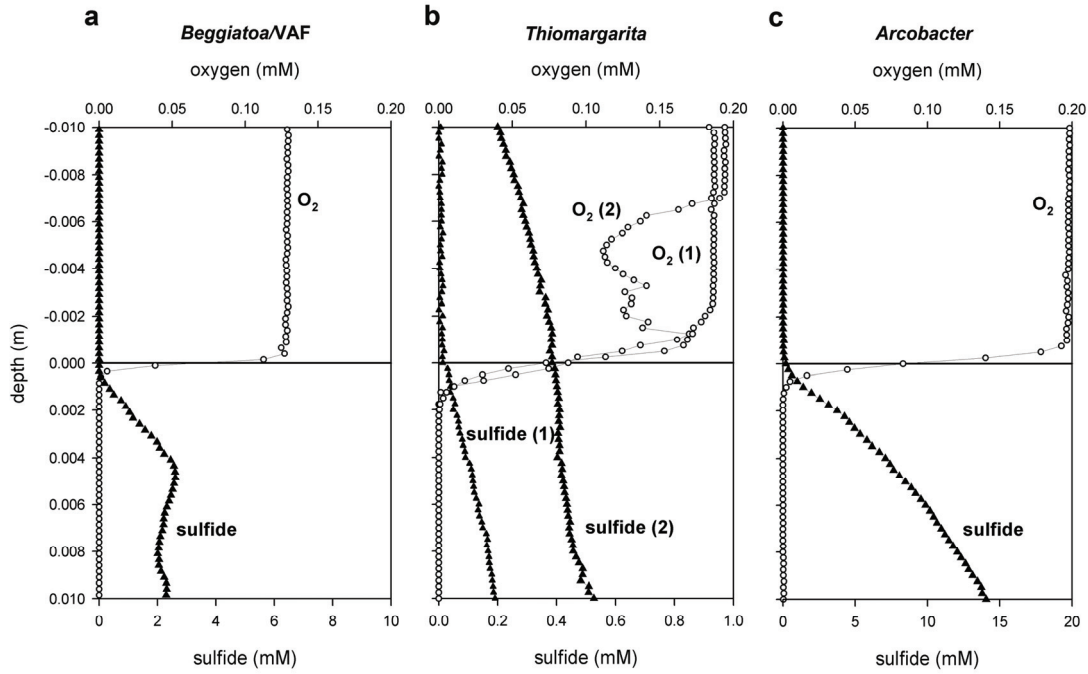 a
Beggiatoa/VAF
oxygen (mM)
0.00 0.05 0.10 0.15 0.20
b
Thiomargarita
oxygen (mM)
0.00 0.05 0.10 0.15 0.20
c
Arcobacter
oxygen (mM)
0.00 0.05 0.10 0.15 0.20
depth (m)
-0.010
-0.008
-0.006
-0.004
-0.002
0.000
0.002
0.004
0.006
0.008
0.010
O2
sulfide
0 2 4 6 8 10
sulfide (mM)
O2 (2)
O2 (1)
sulfide (1)
sulfide (2)
0.0 0.2 0.4 0.6 0.8 1.0
sulfide (mM)
O2
sulfide
0 5 10 15 20
sulfide (mM)